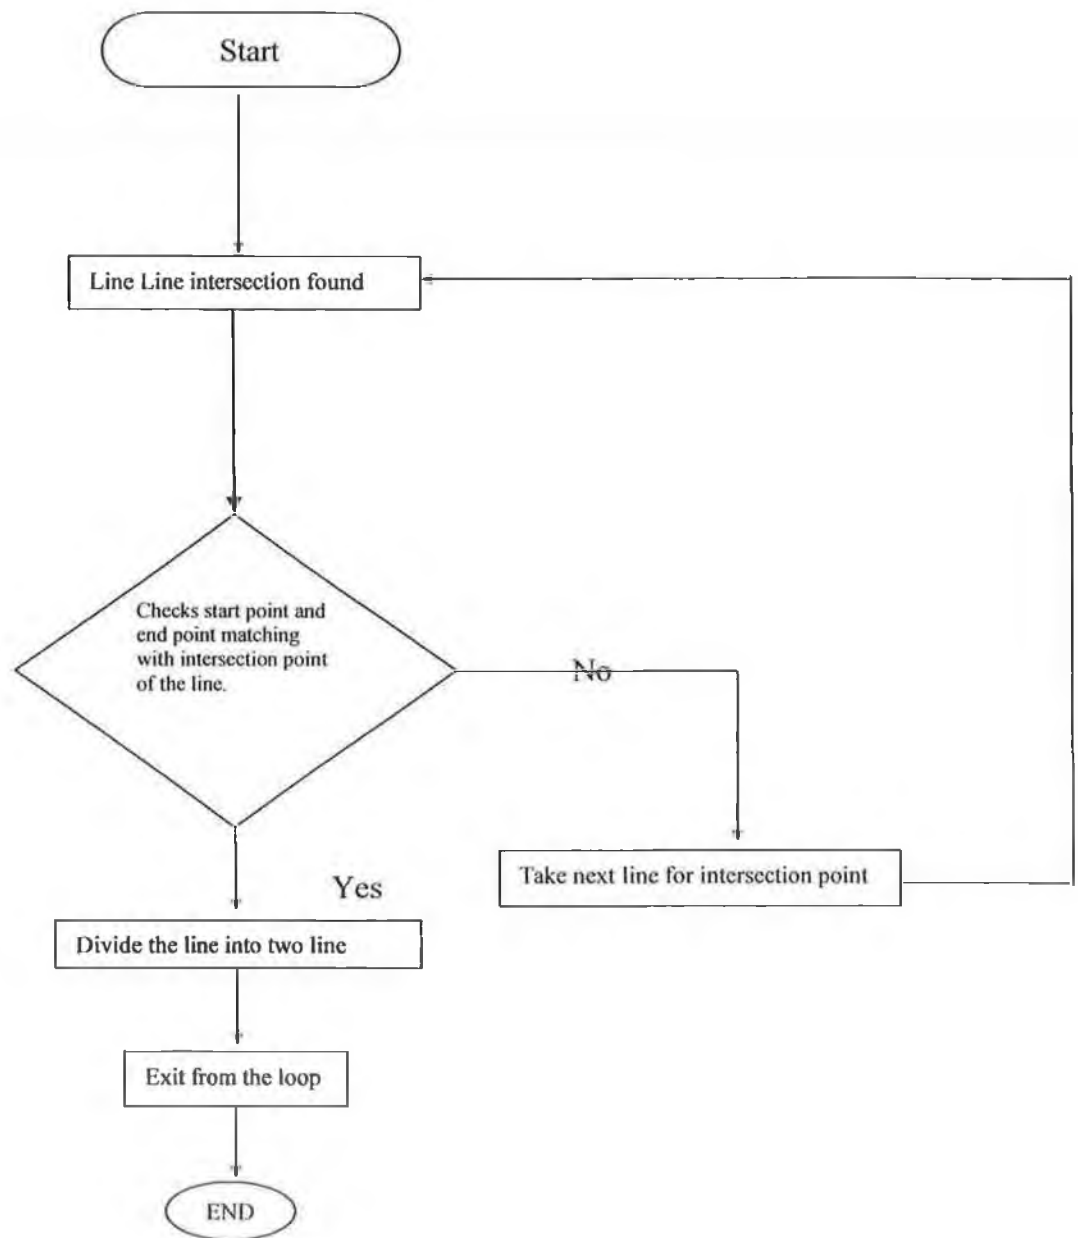 Start
Line Line intersection found
Checks start point and
end point matching
with intersection point
of the line.
No
Yes
Take next line for intersection point
Divide the line into two line
Exit from the loop
END